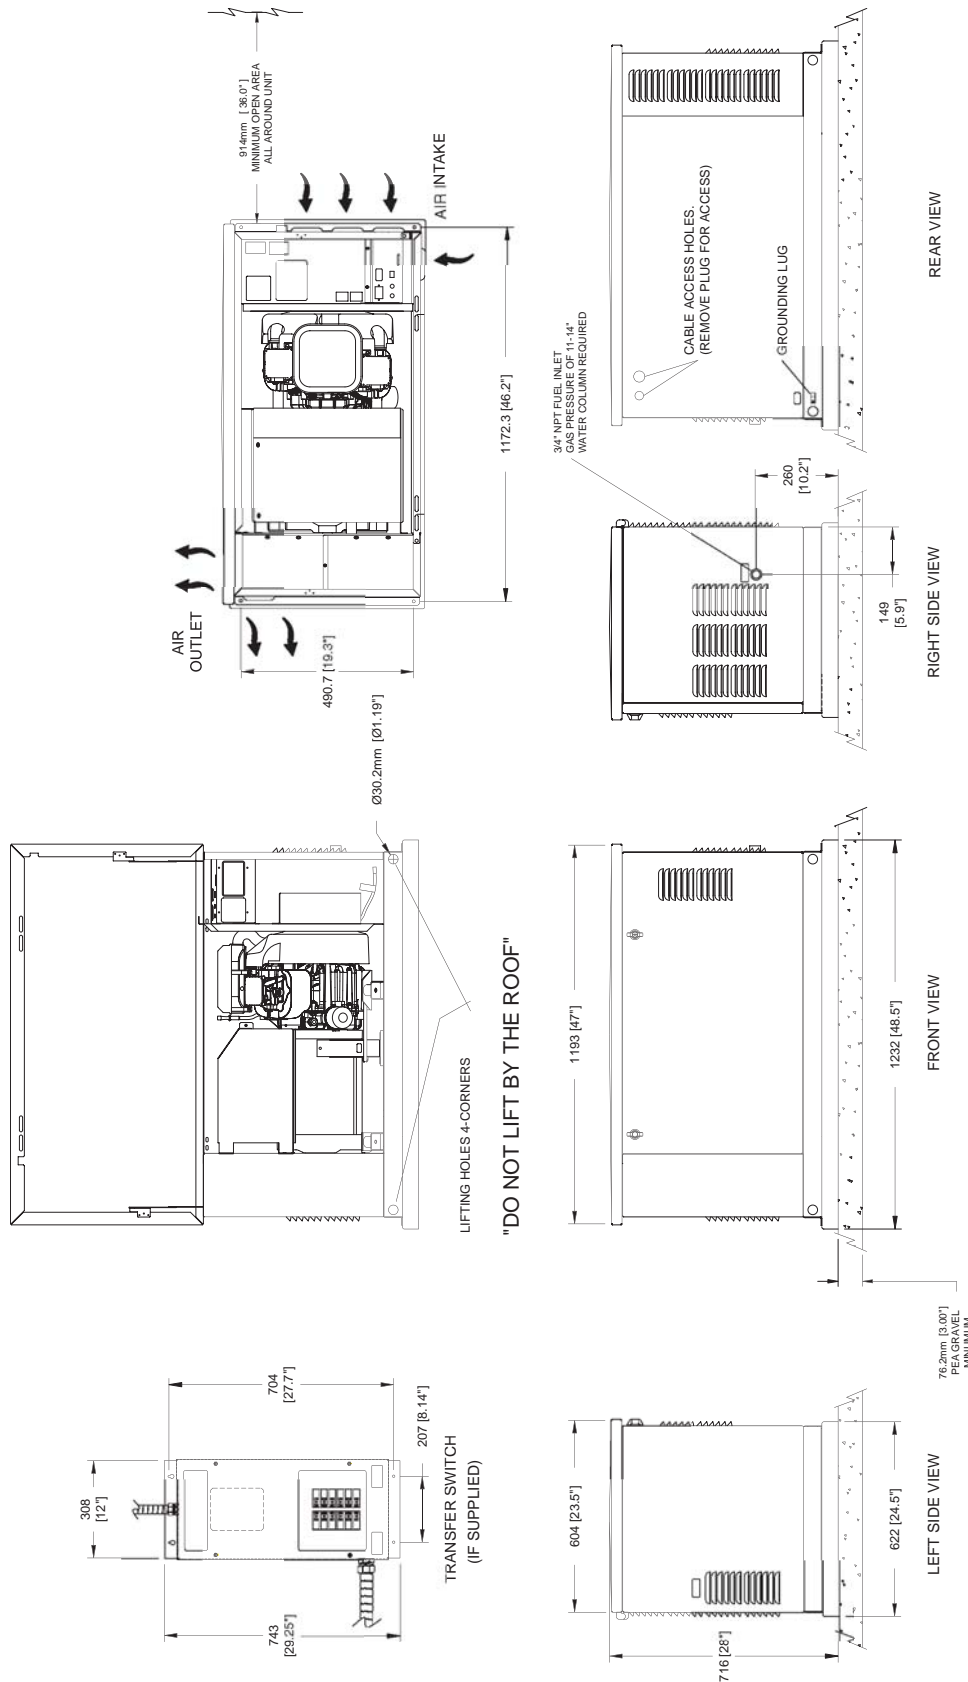 743
[29.25"]
308
[12"]
704
[27.7"]
207 [8.14"]
TRANSFER SWITCH
(IF SUPPLIED)
LIFTING HOLES 4-CORNERS
Ø30.2mm [Ø1.19"]
"DO NOT LIFT BY THE ROOF"
AIR
OUTLET
490.7 [19.3"]
1172.3 [46.2"]
AIR INTAKE
914mm [36.0"]
MINIMUM OPEN AREA
ALL AROUND UNIT
716 [28"]
604 [23.5"]
622 [24.5"]
LEFT SIDE VIEW
76.2mm [3.00"]
PEA GRAVEL
MINIMUM
1193 [47"]
1232 [48.5"]
FRONT VIEW
3/4" NPT FUEL INLET
GAS PRESSURE OF 11-14"
WATER COLUMN REQUIRED
260
[10.2"]
149
[5.9"]
RIGHT SIDE VIEW
CABLE ACCESS HOLES.
(REMOVE PLUG FOR ACCESS)
GROUNDING LUG
REAR VIEW